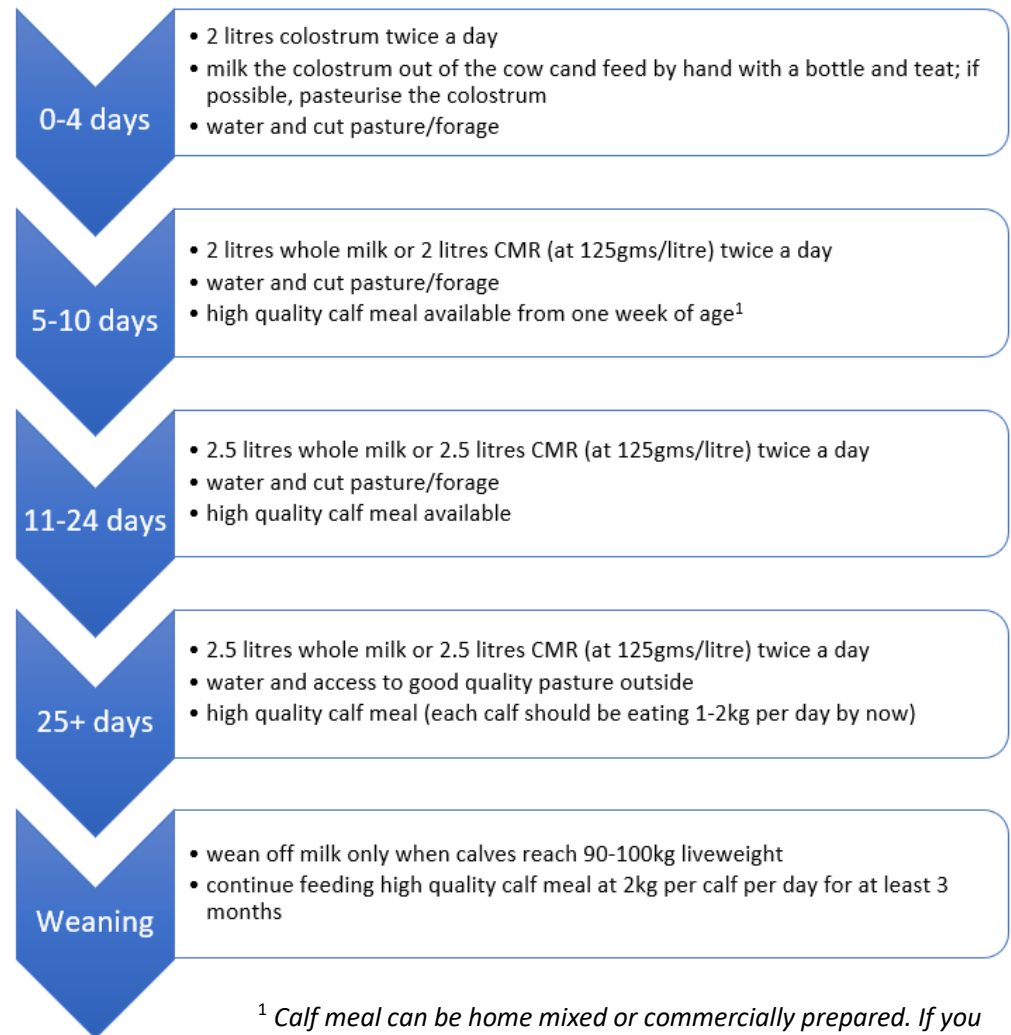 0-4 days
• 2 litres colostrum twice a day
• milk the colostrum out of the cow cand feed by hand with a bottle and teat; if
possible, pasteurise the colostrum
• water and cut pasture/forage
5-10 days
• 2 litres whole milk or 2 litres CMR (at 125gms/litre) twice a day
• water and cut pasture/forage
• high quality calf meal available from one week of age¹
11-24 days
• 2.5 litres whole milk or 2.5 litres CMR (at 125gms/litre) twice a day
• water and cut pasture/forage
• high quality calf meal available
25+ days
• 2.5 litres whole milk or 2.5 litres CMR (at 125gms/litre) twice a day
• water and access to good quality pasture outside
• high quality calf meal (each calf should be eating 1-2kg per day by now)
Weaning
• wean off milk only when calves reach 90-100kg liveweight
• continue feeding high quality calf meal at 2kg per calf per day for at least 3
months
¹ Calf meal can be home mixed or commercially prepared. If you